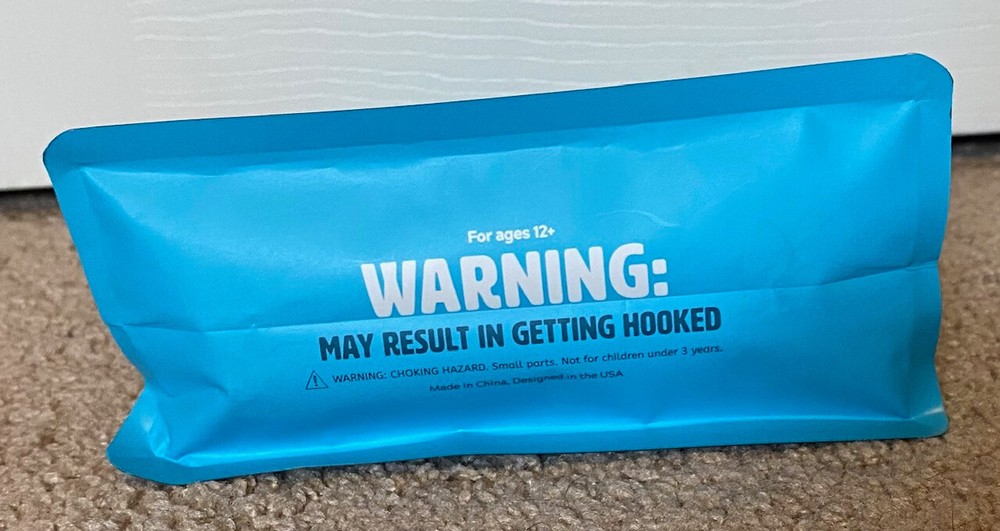 For ages 12+
WARNING:
MAY RESULT IN GETTING HOOKED
WARNING: CHOKING HAZARD. Small parts. Not for children under 3 years.
Made in China, Designed in the USA